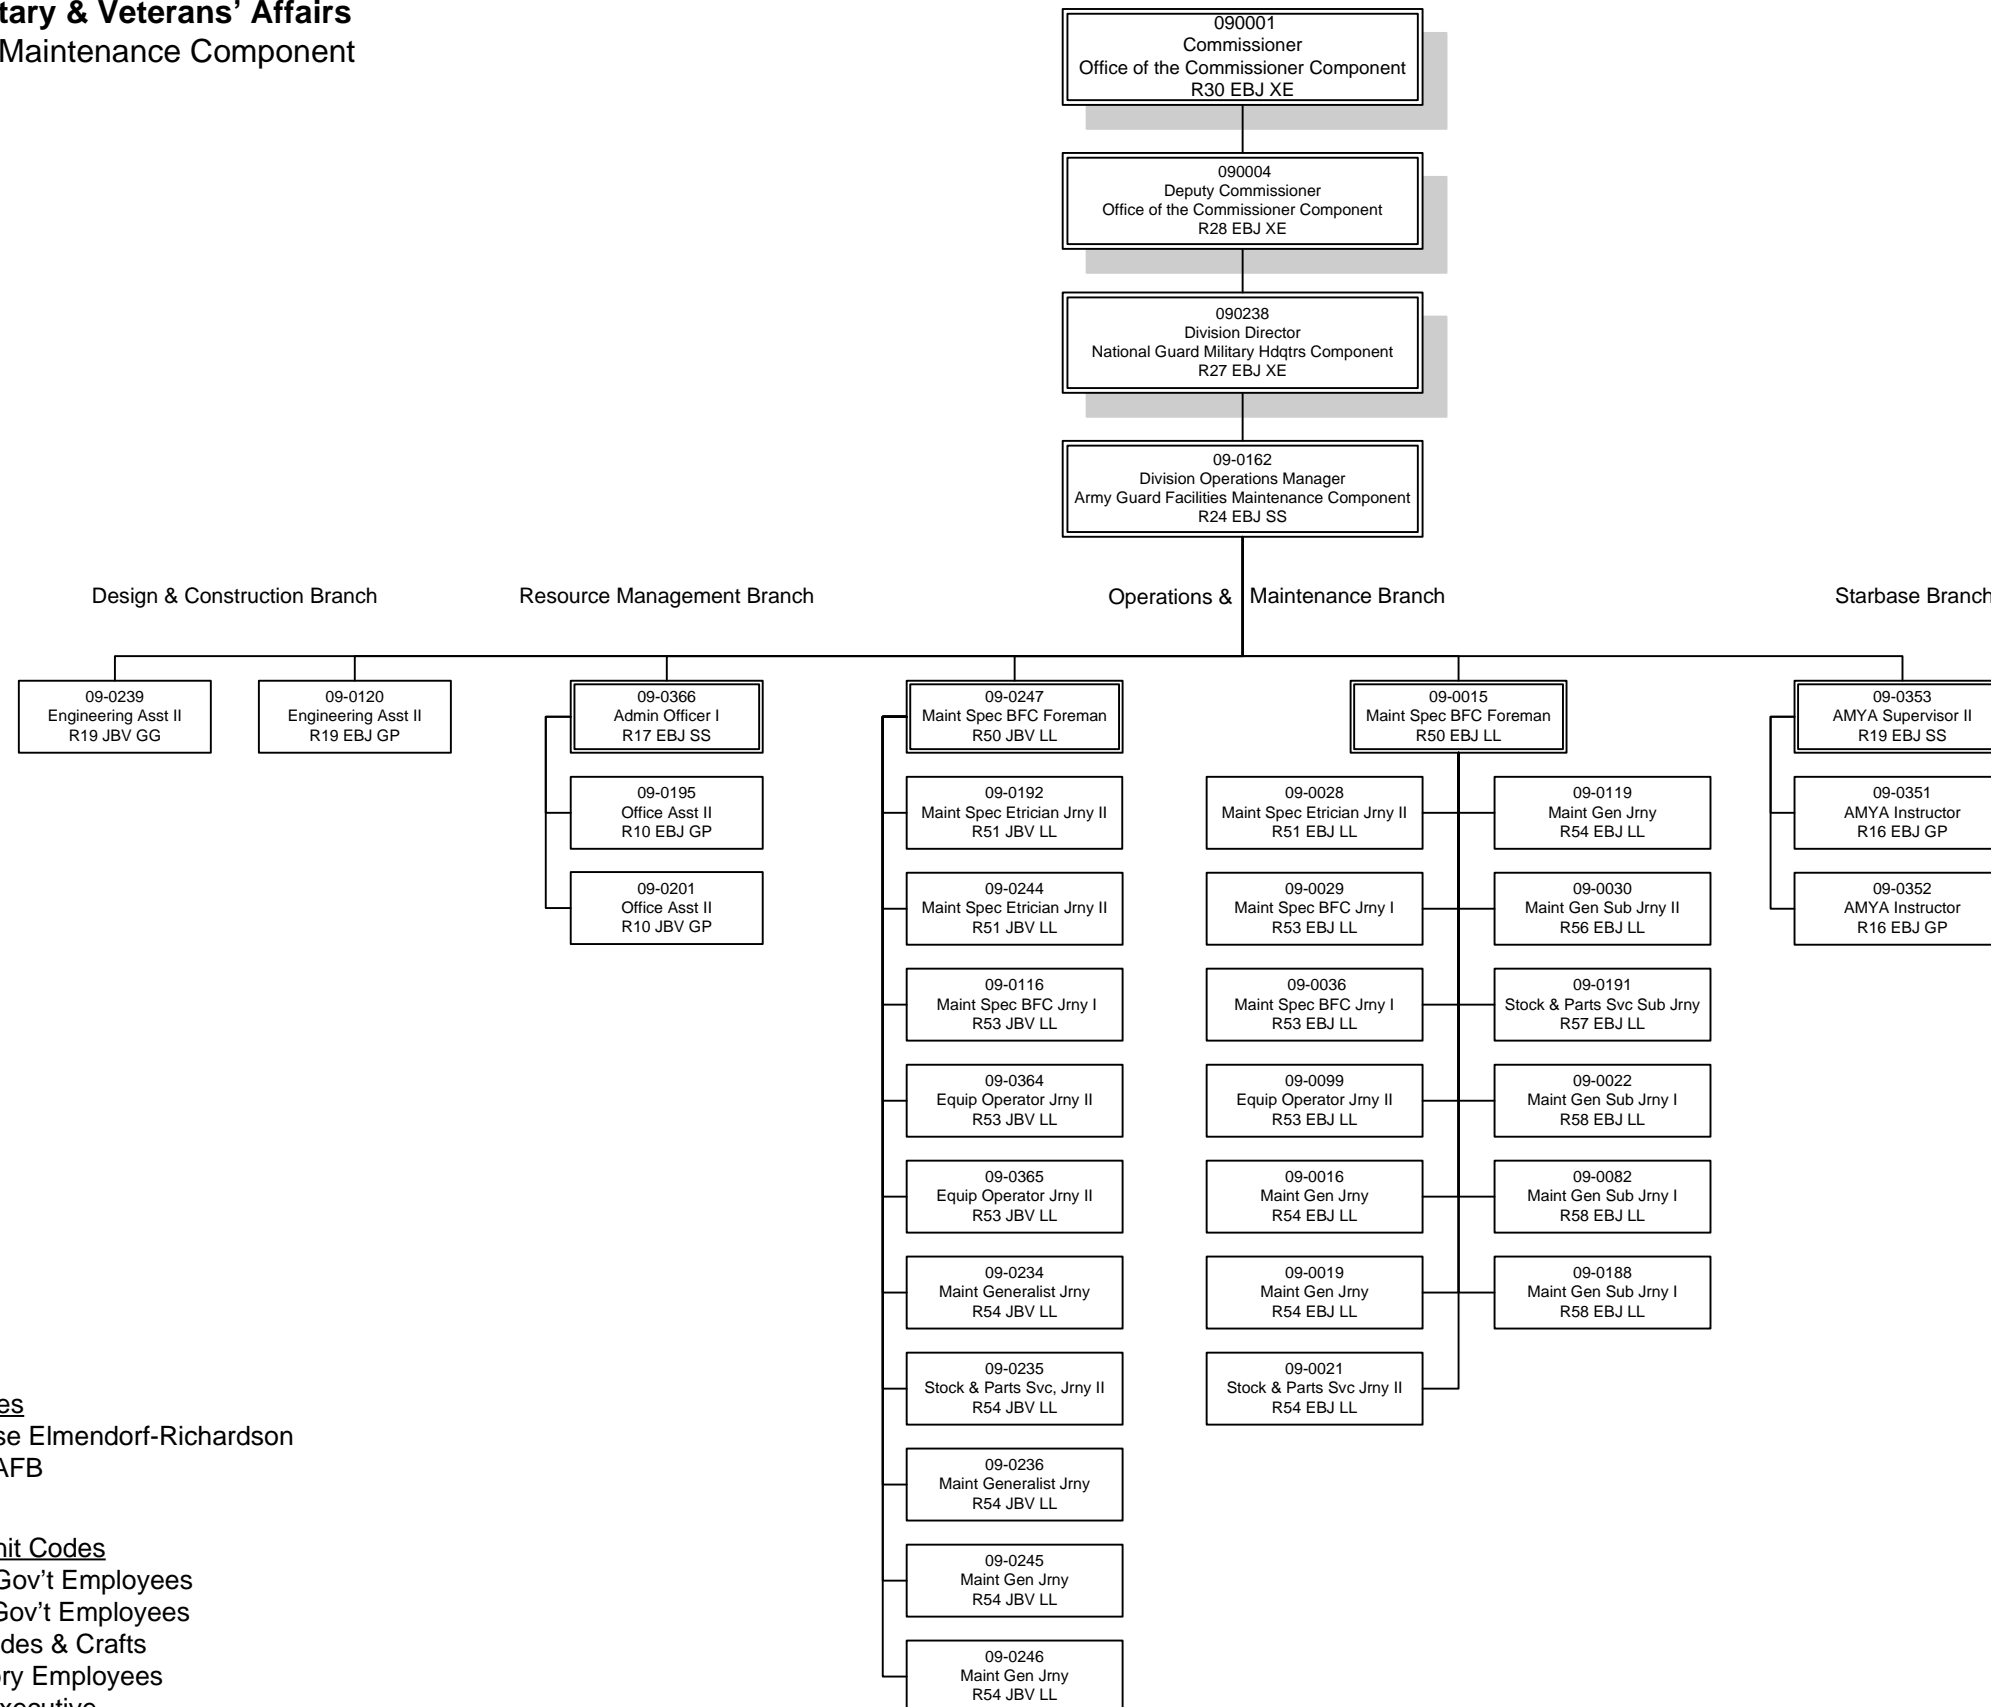 tary & Veterans’ Affairs
Maintenance Component
090001
Commissioner
Office of the Commissioner Component
R30 EBJ XE
090004
Deputy Commissioner
Office of the Commissioner Component
R28 EBJ XE
090238
Division Director
National Guard Military Hdqtrs Component
R27 EBJ XE
09-0162
Division Operations Manager
Army Guard Facilities Maintenance Component
R24 EBJ SS
Design & Construction Branch
Resource Management Branch
Operations & Maintenance Branch
Starbase Branch
09-0239
Engineering Asst II
R19 JBV GG
09-0120
Engineering Asst II
R19 EBJ GP
09-0366
Admin Officer I
R17 EBJ SS
09-0195
Office Asst II
R10 EBJ GP
09-0201
Office Asst II
R10 JBV GP
09-0247
Maint Spec BFC Foreman
R50 JBV LL
09-0192
Maint Spec Etrician Jrny II
R51 JBV LL
09-0244
Maint Spec Etrician Jrny II
R51 JBV LL
09-0116
Maint Spec BFC Jrny I
R53 JBV LL
09-0364
Equip Operator Jrny II
R53 JBV LL
09-0365
Equip Operator Jrny II
R53 JBV LL
09-0234
Maint Generalist Jrny
R54 JBV LL
09-0235
Stock & Parts Svc, Jrny II
R54 JBV LL
09-0236
Maint Generalist Jrny
R54 JBV LL
09-0245
Maint Gen Jrny
R54 JBV LL
09-0246
Maint Gen Jrny
R54 JBV LL
09-0015
Maint Spec BFC Foreman
R50 EBJ LL
09-0028
Maint Spec Etrician Jrny II
R51 EBJ LL
09-0029
Maint Spec BFC Jrny I
R53 EBJ LL
09-0036
Maint Spec BFC Jrny I
R53 EBJ LL
09-0099
Equip Operator Jrny II
R53 EBJ LL
09-0016
Maint Gen Jrny
R54 EBJ LL
09-0019
Maint Gen Jrny
R54 EBJ LL
09-0021
Stock & Parts Svc Jrny II
R54 EBJ LL
09-0119
Maint Gen Jrny
R54 EBJ LL
09-0030
Maint Gen Sub Jrny II
R56 EBJ LL
09-0191
Stock & Parts Svc Sub Jrny
R57 EBJ LL
09-0022
Maint Gen Sub Jrny I
R58 EBJ LL
09-0082
Maint Gen Sub Jrny I
R58 EBJ LL
09-0188
Maint Gen Sub Jrny I
R58 EBJ LL
09-0353
AMYA Supervisor II
R19 EBJ SS
09-0351
AMYA Instructor
R16 EBJ GP
09-0352
AMYA Instructor
R16 EBJ GP
es
se Elmendorf-Richardson
AFB
nit Codes
Gov’t Employees
Gov’t Employees
des & Crafts
ory Employees
xecutive